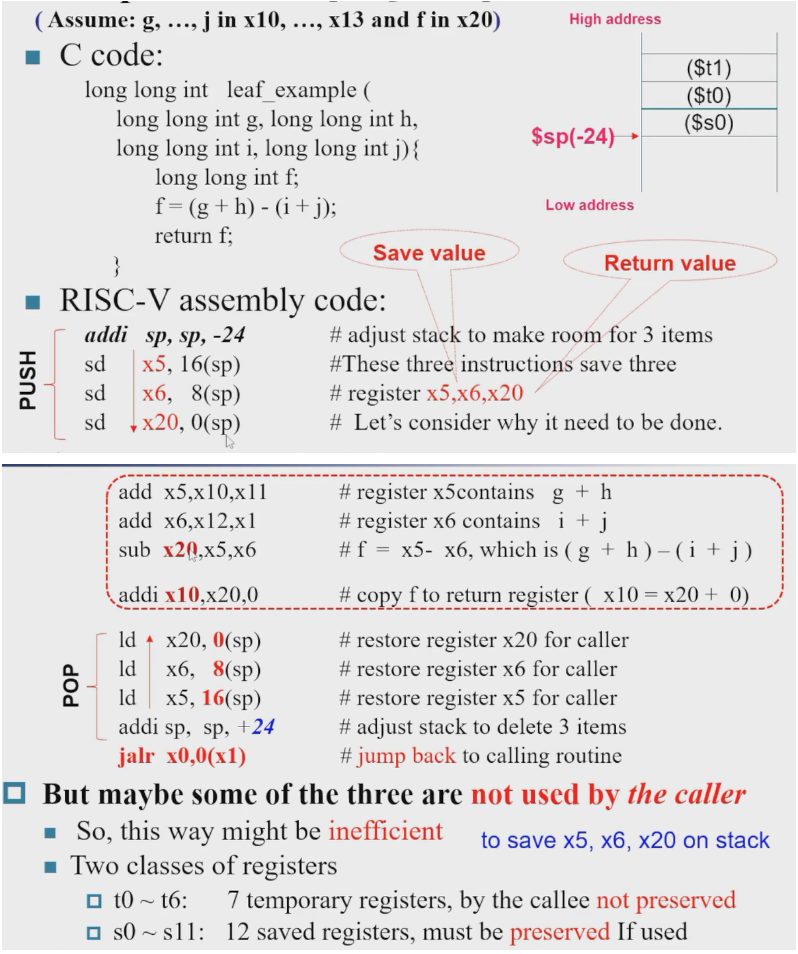 ( Assume: g, …, j in x10, …, x13 and f in x20)
High address
($t1)
($t0)
($s0)
$sp(-24)
Low address
C code:
long long int leaf_example (
long long int g, long long int h,
long long int i, long long int j){
long long int f;
f = (g + h) - (i + j);
return f;
}
Save value
Return value
RISC-V assembly code:
PUSH
addi sp, sp, -24 # adjust stack to make room for 3 items
sd x5, 16(sp) #These three instructions save three
sd x6, 8(sp) # register x5,x6,x20
sd x20, 0(sp) # Let's consider why it need to be done.
add x5,x10,x11 # register x5contains g + h
add x6,x12,x1 # register x6 contains i + j
sub x20,x5,x6 # f = x5- x6, which is ( g + h ) – ( i + j )
addi x10,x20,0 # copy f to return register ( x10 = x20 + 0)
POP
ld x20, 0(sp) # restore register x20 for caller
ld x6, 8(sp) # restore register x6 for caller
ld x5, 16(sp) # restore register x5 for caller
addi sp, sp, +24 # adjust stack to delete 3 items
jalr x0,0(x1) # jump back to calling routine
But maybe some of the three are not used by the caller
So, this way might be inefficient to save x5, x6, x20 on stack
Two classes of registers
t0 ~ t6: 7 temporary registers, by the callee not preserved
s0 ~ s11: 12 saved registers, must be preserved If used